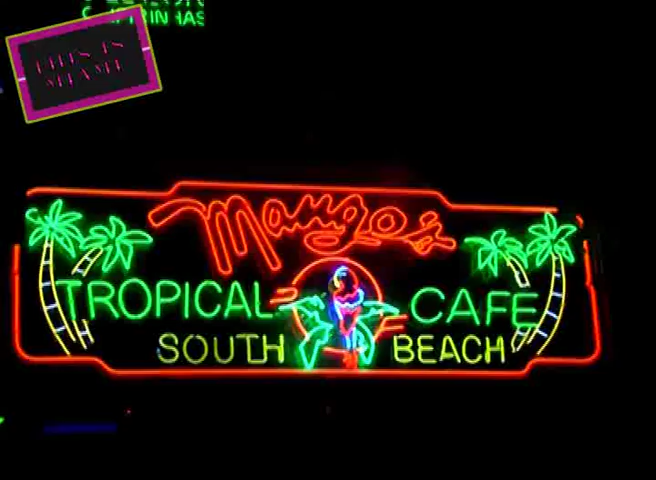 THIS IS
MIAMI
Mango's
TROPICAL CAFE
SOUTH BEACH